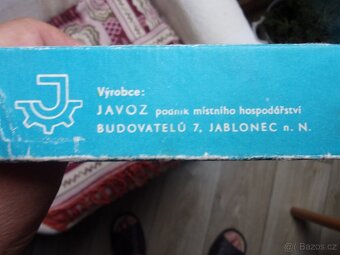 Výrobce:
JAVOZ podnik místního hospodářství
BUDOVATELŮ 7, JABLONEC n. N.
© Bazos.cz